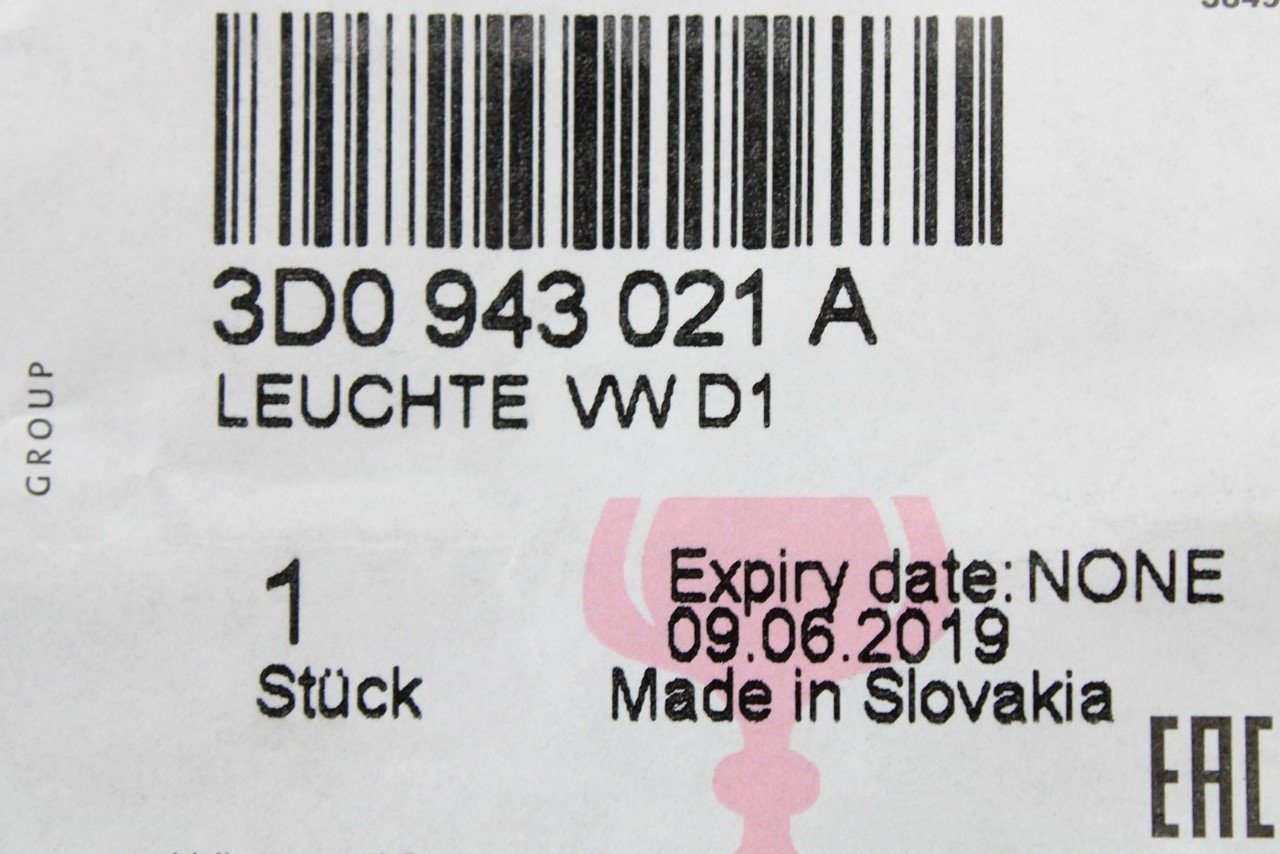 3D0 943 021 A
LEUCHTE VW D1
GROUP
1
Stück
Expiry date: NONE
09.06.2019
Made in Slovakia
EAC